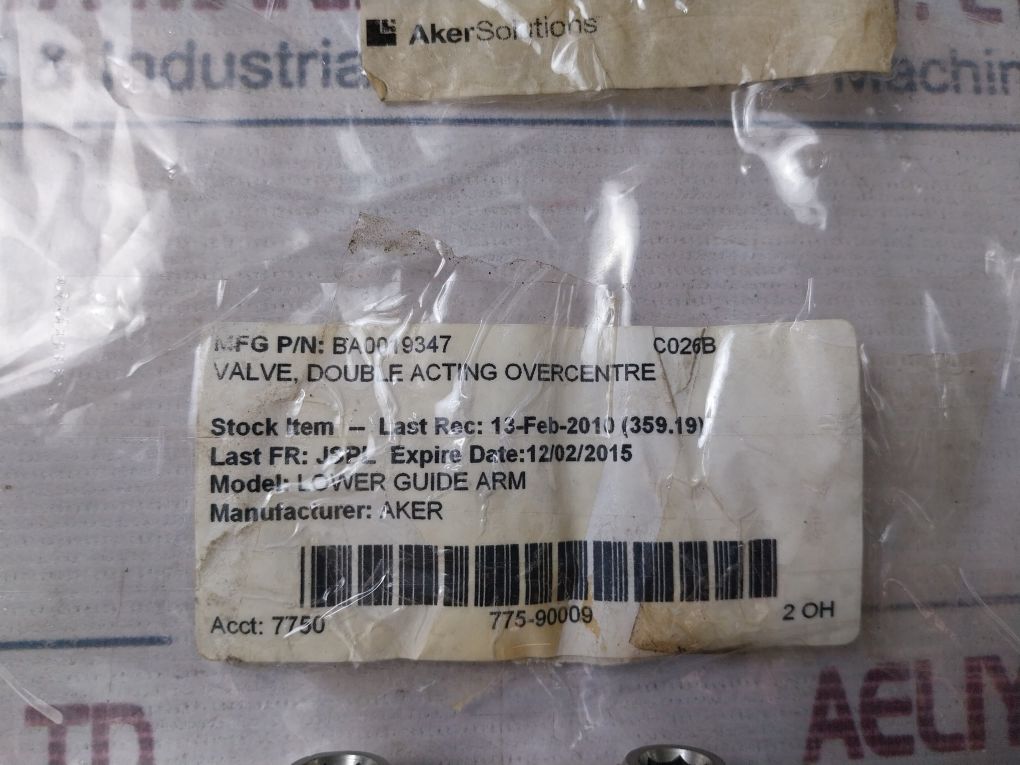 AkerSolutions
& Industria
Machin
MFG P/N: BA0019347 C026B
VALVE, DOUBLE ACTING OVERCENTRE
Stock Item -- Last Rec: 13-Feb-2010 (359.19)
Last FR: JSPL Expire Date:12/02/2015
Model: LOWER GUIDE ARM
Manufacturer: AKER
Acct: 7750 775-90009 2 OH
TD
AELIY